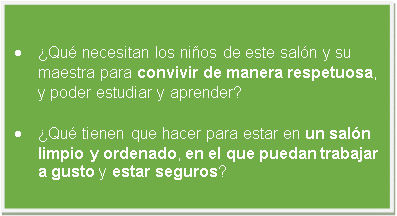 • ¿Qué necesitan los niños de este salón y su
maestra para convivir de manera respetuosa,
y poder estudiar y aprender?
• ¿Qué tienen que hacer para estar en un salón
limpio y ordenado, en el que puedan trabajar
a gusto y estar seguros?